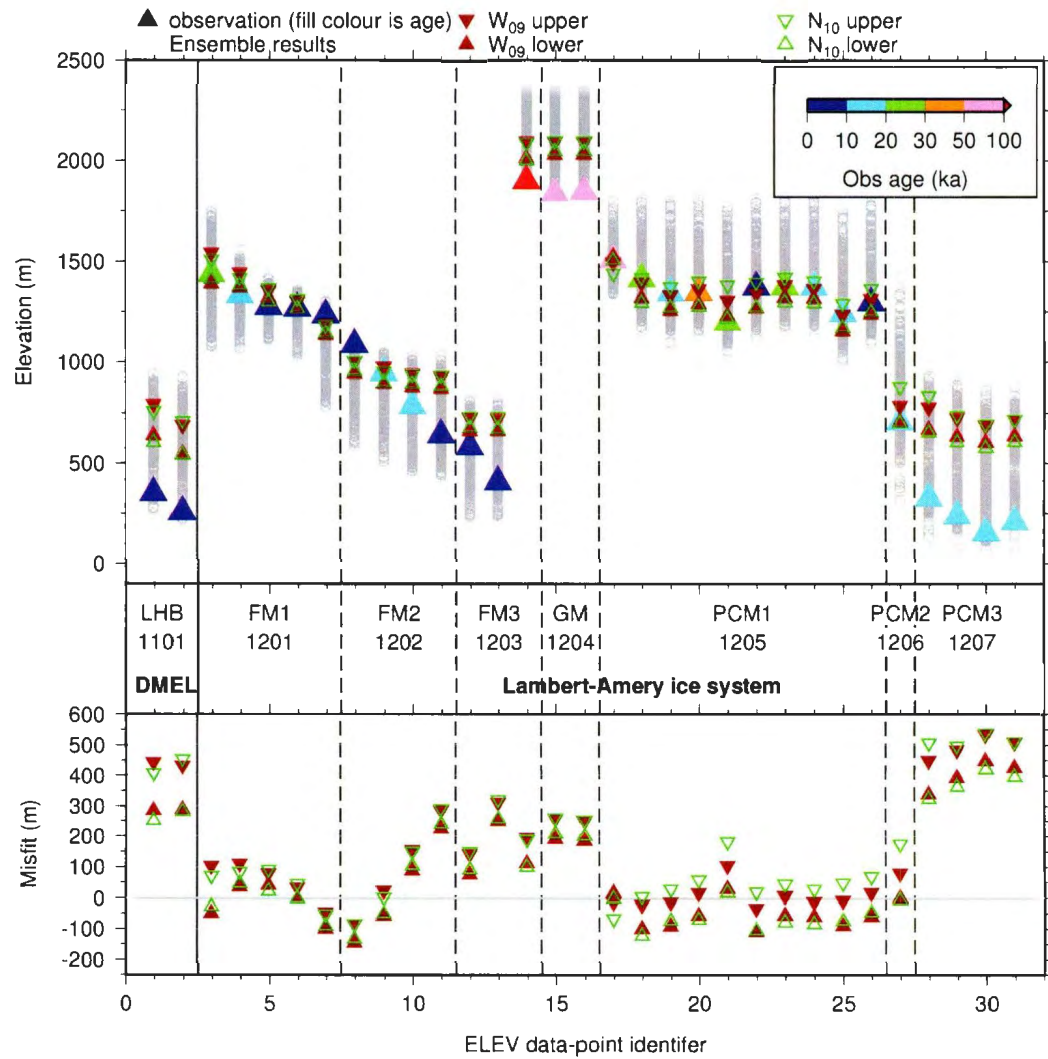 observation (fill colour is age) W09 upper N10 upper
Ensemble results W09 lower N10 lower
2500
2000
1500
1000
500
0
Elevation (m)
0 10 20 30 50 100
Obs age (ka)
LHB FM1 FM2 FM3 GM PCM1 PCM2 PCM3
1101 1201 1202 1203 1204 1205 1206 1207
DMEL Lambert-Amery ice system
600
500
400
300
200
100
0
-100
-200
Misfit (m)
0 5 10 15 20 25 30
ELEV data-point identifer